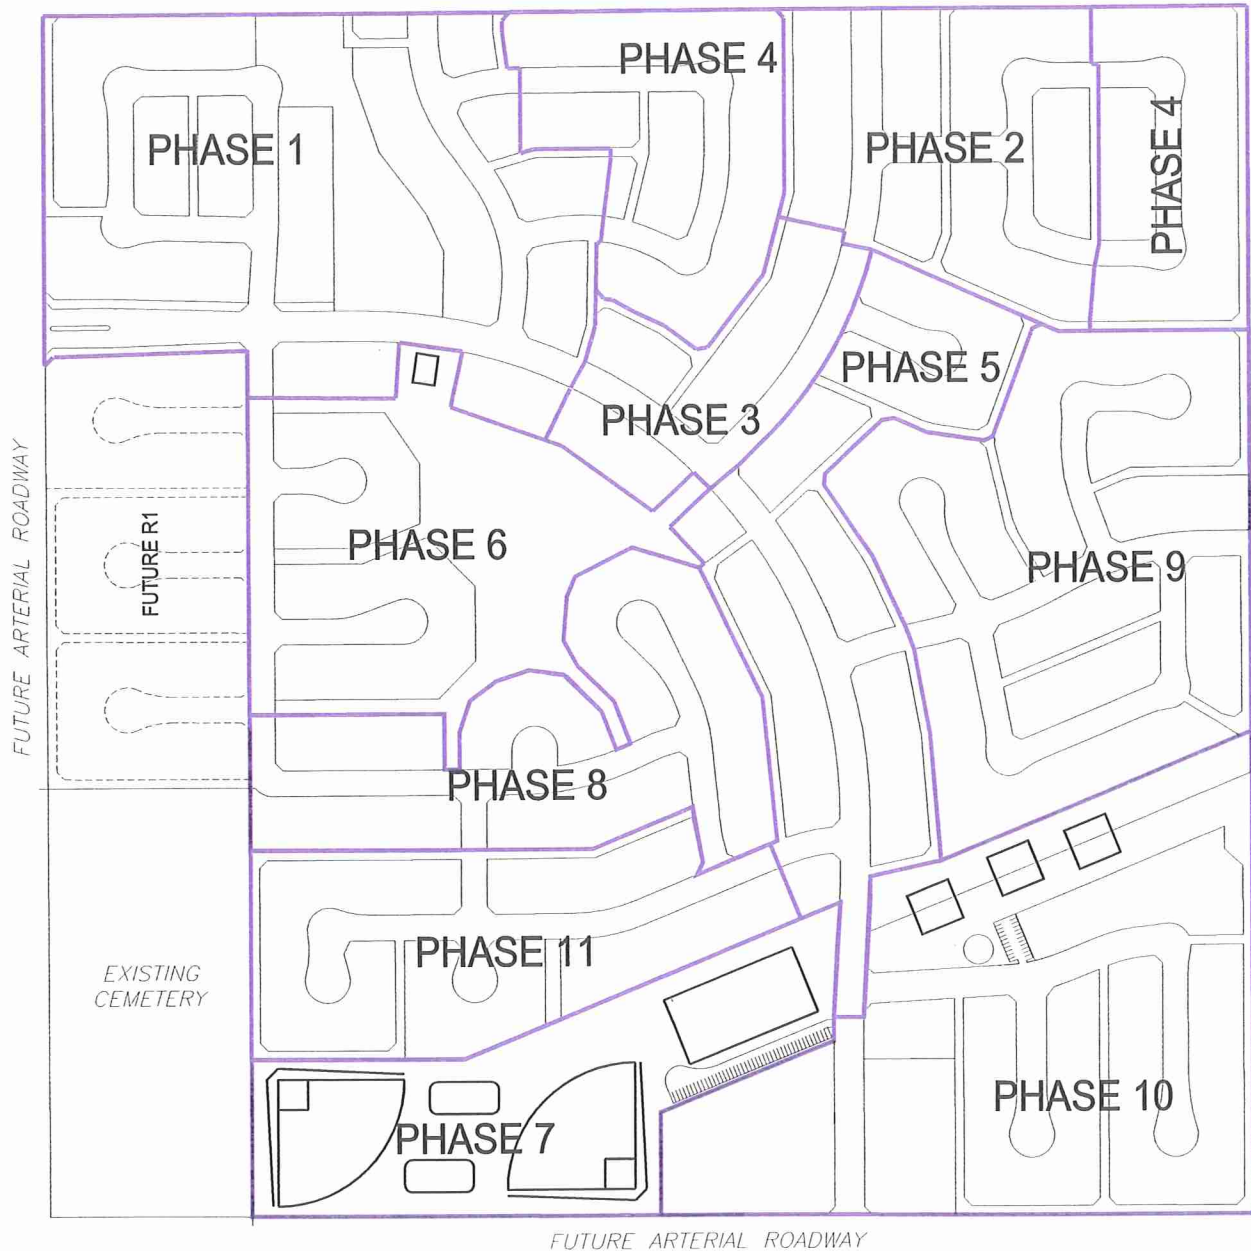 PHASE 4
PHASE 1
PHASE 2
PHASE 4
PHASE 5
PHASE 3
FUTURE ARTERIAL ROADWAY
FUTURE R1
PHASE 6
PHASE 9
PHASE 8
PHASE 11
EXISTING
CEMETERY
PHASE 10
PHASE 7
FUTURE ARTERIAL ROADWAY